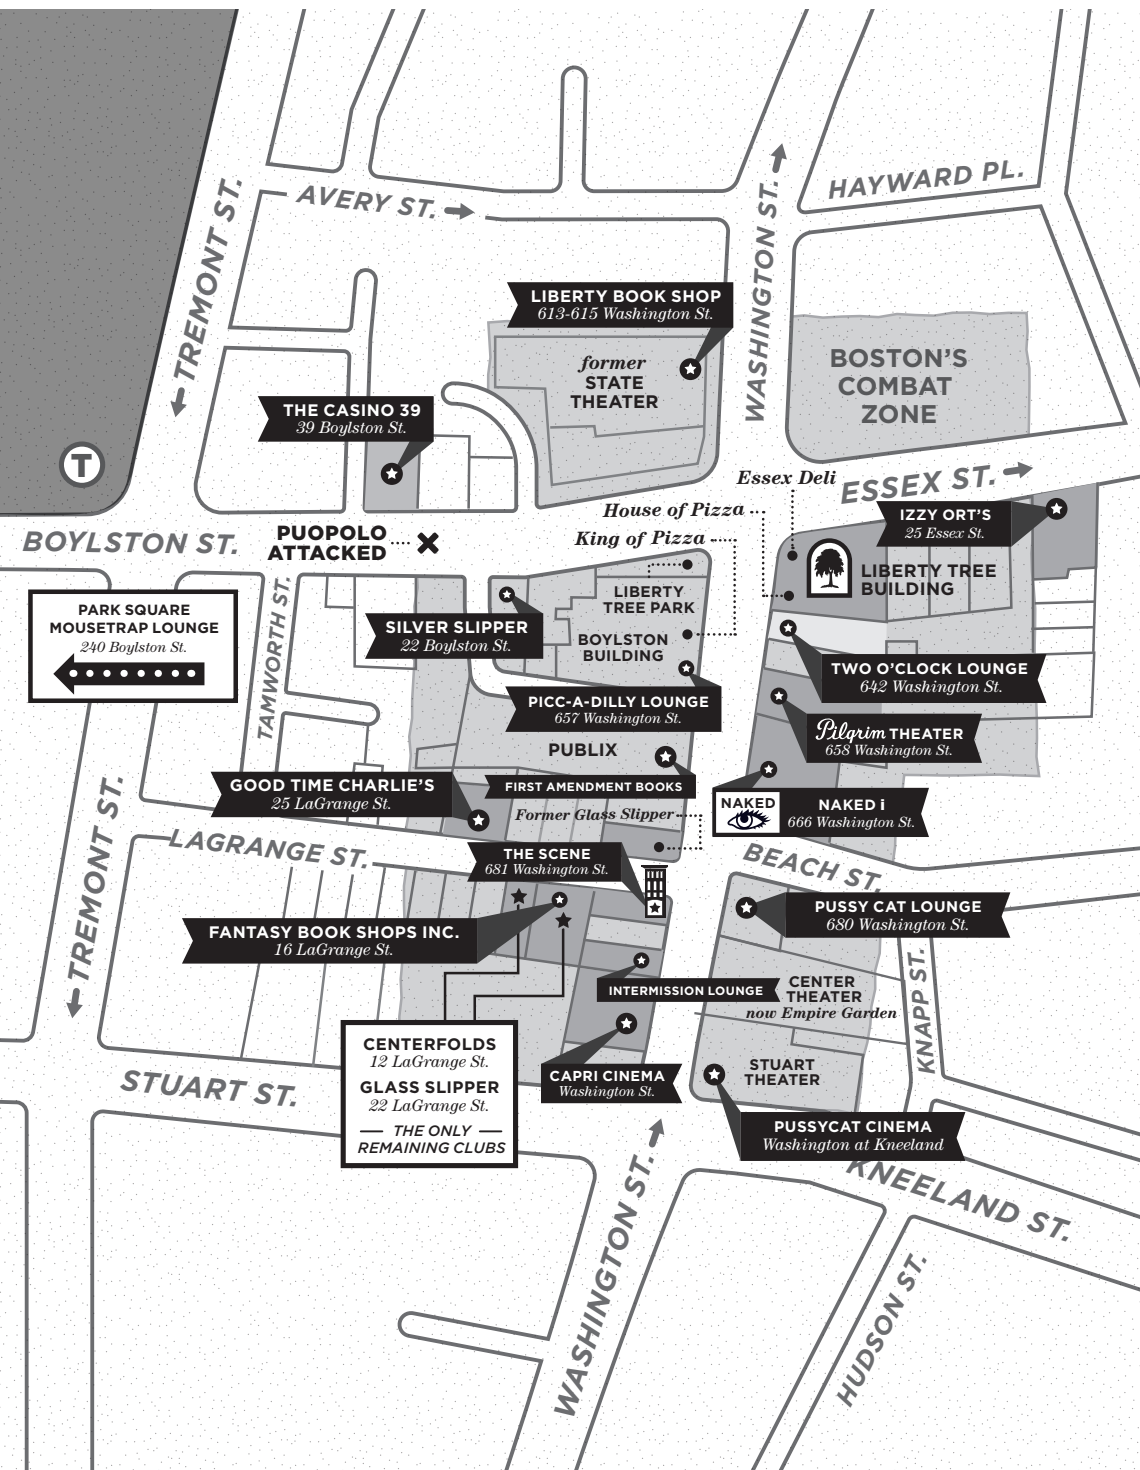 TREMONT ST.
AVERY ST.
WASHINGTON ST.
HAYWARD PL.
LIBERTY BOOK SHOP
613-615 Washington St.
former
STATE
THEATER
BOSTON'S
COMBAT
ZONE
THE CASINO 39
39 Boylston St.
T
Essex Deli
ESSEX ST.
House of Pizza
King of Pizza
IZZY ORT'S
25 Essex St.
BOYLSTON ST.
PUOPOLO
ATTACKED
LIBERTY TREE
BUILDING
LIBERTY
TREE PARK
PARK SQUARE
MOUSETRAP LOUNGE
240 Boylston St.
TAMWORTH ST.
SILVER SLIPPER
22 Boylston St.
BOYLSTON
BUILDING
TWO O'CLOCK LOUNGE
642 Washington St.
PICC-A-DILLY LOUNGE
657 Washington St.
Pilgrim THEATER
658 Washington St.
PUBLIX
GOOD TIME CHARLIE'S
25 LaGrange St.
FIRST AMENDMENT BOOKS
Former Glass Slipper
NAKED
NAKED i
666 Washington St.
TREMONT ST.
LAGRANGE ST.
THE SCENE
681 Washington St.
BEACH ST.
FANTASY BOOK SHOPS INC.
16 LaGrange St.
PUSSY CAT LOUNGE
680 Washington St.
INTERMISSION LOUNGE
CENTER
THEATER
now Empire Garden
KNAPP ST.
CENTERFOLDS
12 LaGrange St.
GLASS SLIPPER
22 LaGrange St.
THE ONLY
REMAINING CLUBS
STUART ST.
CAPRI CINEMA
Washington St.
STUART
THEATER
PUSSYCAT CINEMA
Washington at Kneeland
KNEELAND ST.
WASHINGTON ST.
HUDSON ST.